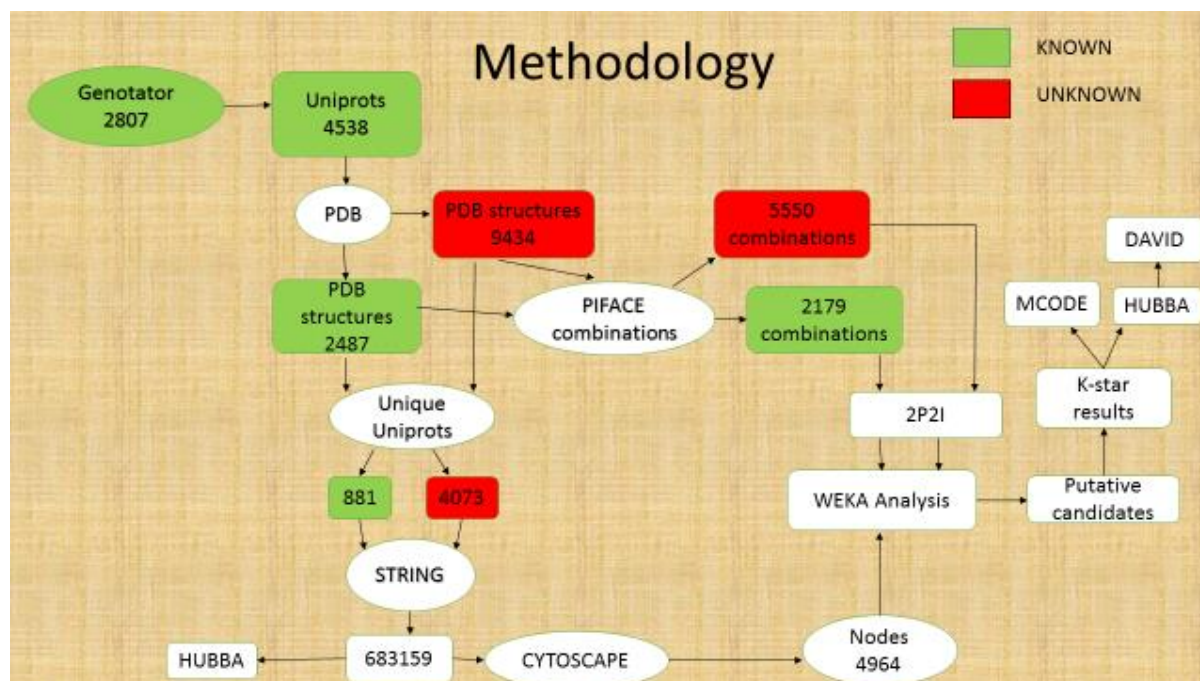 Methodology
KNOWN
UNKNOWN
Genotator
2807
Uniprots
4538
PDB
PDB structures
9434
5550
combinations
PDB
structures
2487
PIFACE
combinations
2179
combinations
DAVID
MCODE
HUBBA
Unique
Uniprots
2P2I
K-star
results
881
4073
WEKA Analysis
Putative
candidates
STRING
HUBBA
683159
CYTOSCAPE
Nodes
4964